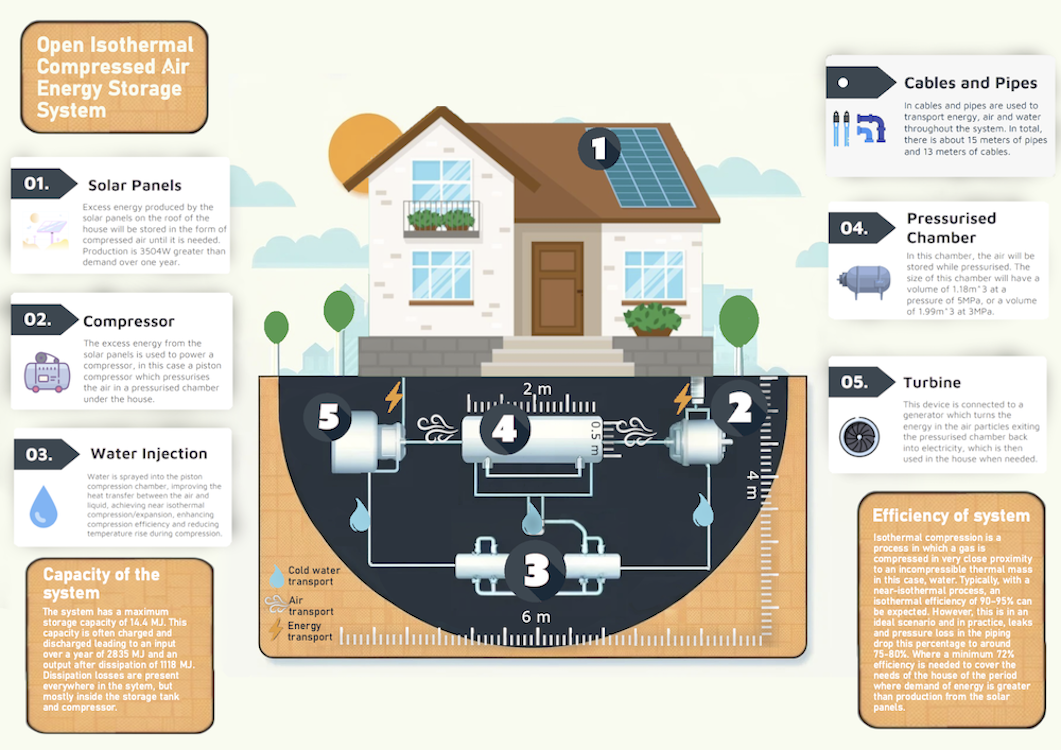 Open Isothermal
Compressed Air
Energy Storage
System
01.
Solar Panels
Excess energy produced by the
solar panels on the roof of the
house will be stored in the form of
compressed air until it is needed.
Production is 3504W greater than
demand over one year.
02.
Compressor
The excess energy from the
solar panels is used to power a
compressor, in this case a piston
compressor which pressurises
the air in a pressurised chamber
under the house.
03.
Water Injection
Water is sprayed into the piston
compression chamber, improving the
heat transfer between the air and
liquid, achieving near isothermal
compression/expansion, enhancing
compression efficiency and reducing
temperature rise during compression.
Capacity of the
system
The system has a maximum
storage capacity of 14.4 MJ. This
capacity is often charged and
discharged leading to an input
over a year of 2835 MJ and an
output after dissipation of 1118 MJ.
Dissipation losses are present
everywhere in the sytem, but
mostly inside the storage tank
and compressor.
1
2 m
5
4
0.5 m
2
4 m
3
6 m
Cold water
transport
Air
transport
Energy
transport
Cables and Pipes
In cables and pipes are used to
transport energy, air and water
throughout the system. In total,
there is about 15 meters of pipes
and 13 meters of cables.
04.
Pressurised
Chamber
In this chamber, the air will be
stored while pressurised. The
size of this chamber will have a
volume of 1.18m^3 at a
pressure of 5MPa, or a volume
of 1.99m^3 at 3MPa.
05.
Turbine
This device is connected to a
generator which turns the
energy in the air particles exiting
the pressurised chamber back
into electricity, which is then
used in the house when needed.
Efficiency of system
Isothermal compression is a
process in which a gas is
compressed in very close proximity
to an incompressible thermal mass
in this case, water. Typically, with a
near-isothermal process, an
isothermal efficiency of 90-95% can
be expected. However, this is in an
ideal scenario and in practice, leaks
and pressure loss in the piping
drop this percentage to around
75-80%. Where a minimum 72%
efficiency is needed to cover the
needs of the house of the period
where demand of energy is greater
than production from the solar
panels.